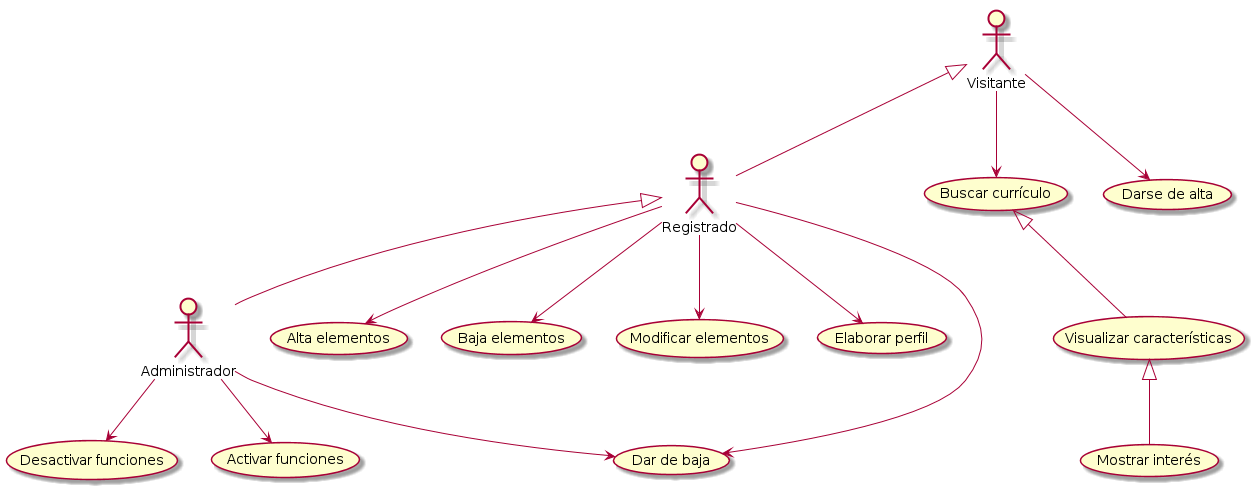 Visitante
Buscar currículo
Darse de alta
Registrado
Alta elementos
Baja elementos
Modificar elementos
Elaborar perfil
Visualizar características
Administrador
Desactivar funciones
Activar funciones
Dar de baja
Mostrar interés